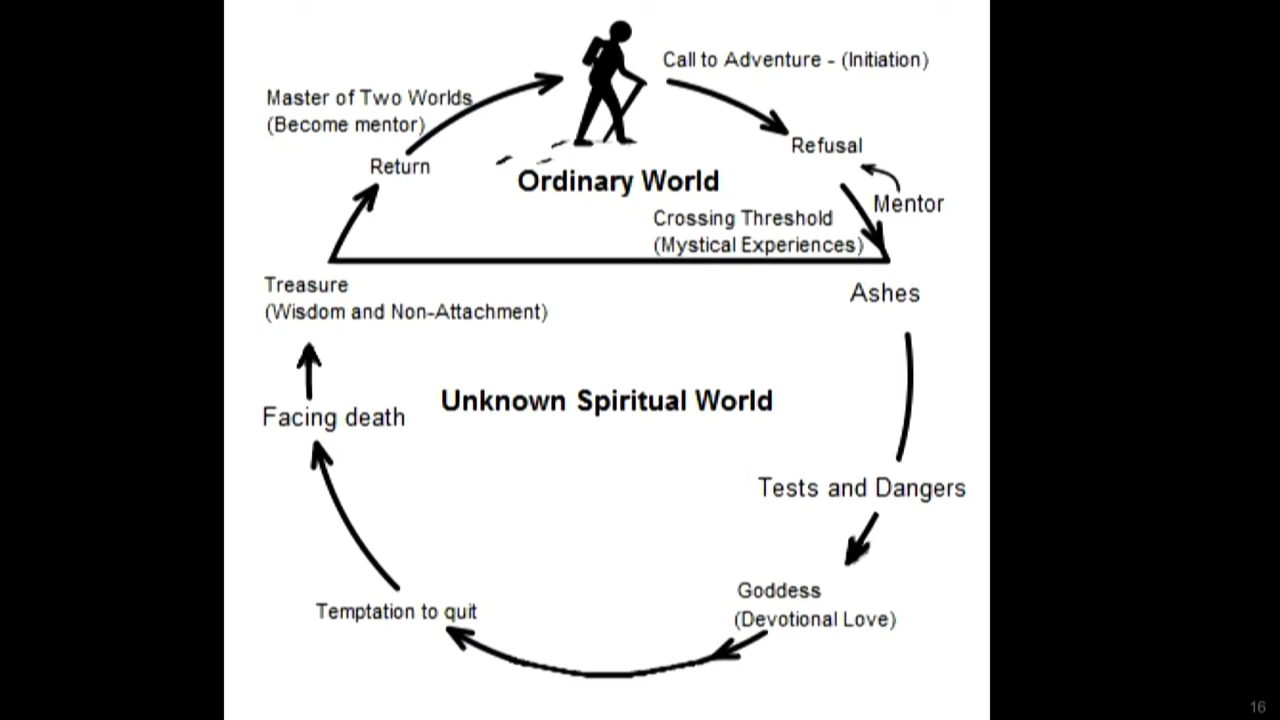 Call to Adventure - (Initiation)
Master of Two Worlds
(Become mentor)
Refusal
Return
Ordinary World
Mentor
Crossing Threshold
(Mystical Experiences)
Ashes
Treasure
(Wisdom and Non-Attachment)
Unknown Spiritual World
Facing death
Tests and Dangers
Goddess
(Devotional Love)
Temptation to quit
16